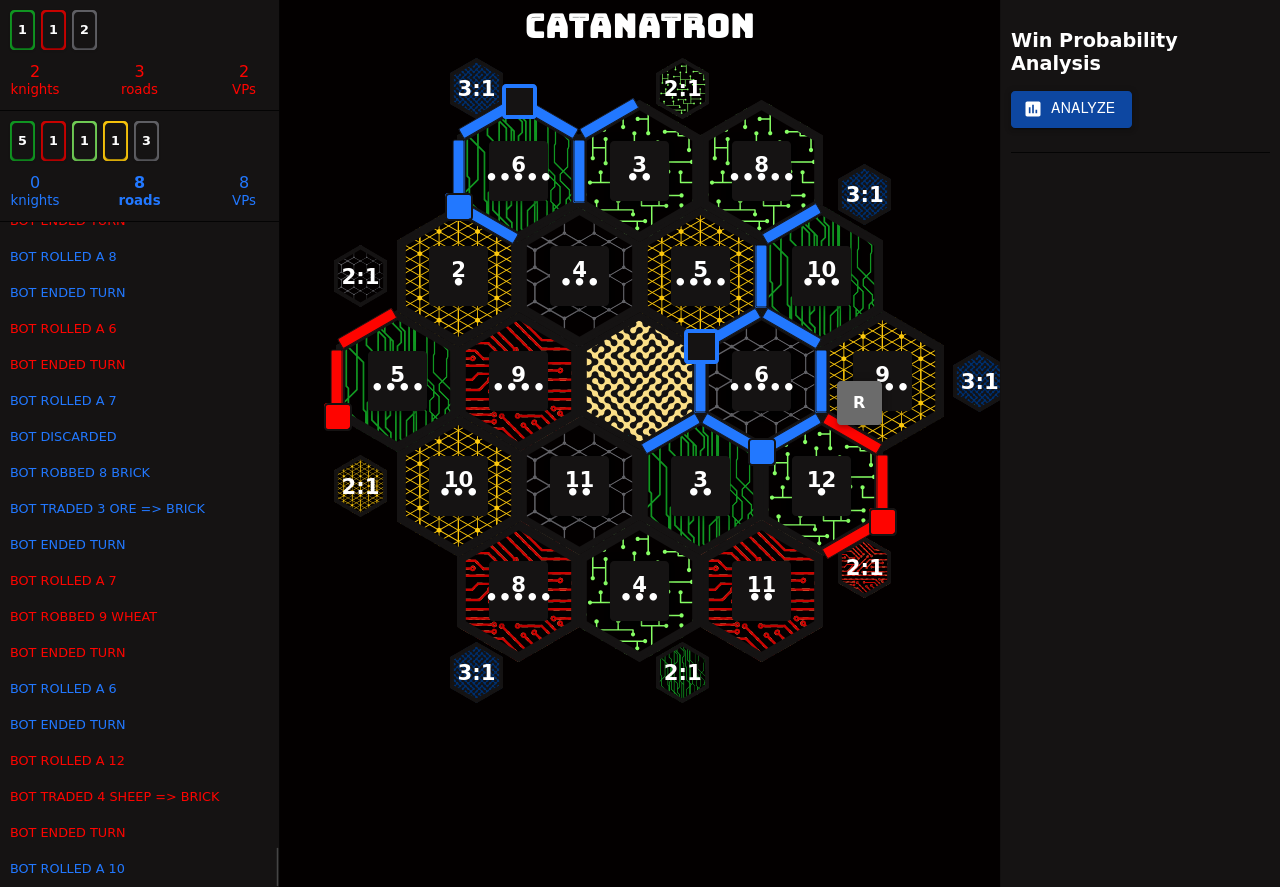 1 1 2
2 3 2
knights roads VPs
5 1 1 1 3
0 8 8
knights roads VPs
BOT ROLLED A 8
BOT ENDED TURN
BOT ROLLED A 6
BOT ENDED TURN
BOT ROLLED A 7
BOT DISCARDED
BOT ROBBED 8 BRICK
BOT TRADED 3 ORE => BRICK
BOT ENDED TURN
BOT ROLLED A 7
BOT ROBBED 9 WHEAT
BOT ENDED TURN
BOT ROLLED A 6
BOT ENDED TURN
BOT ROLLED A 12
BOT TRADED 4 SHEEP => BRICK
BOT ENDED TURN
BOT ROLLED A 10
CATANATRON
3:1 2:1
6 3 8
3:1
2:1 2 4 5 10
5 9 6 9 3:1
R
2:1 10 11 3 12
2:1
8 4 11
3:1 2:1
Win Probability
Analysis
ANALYZE